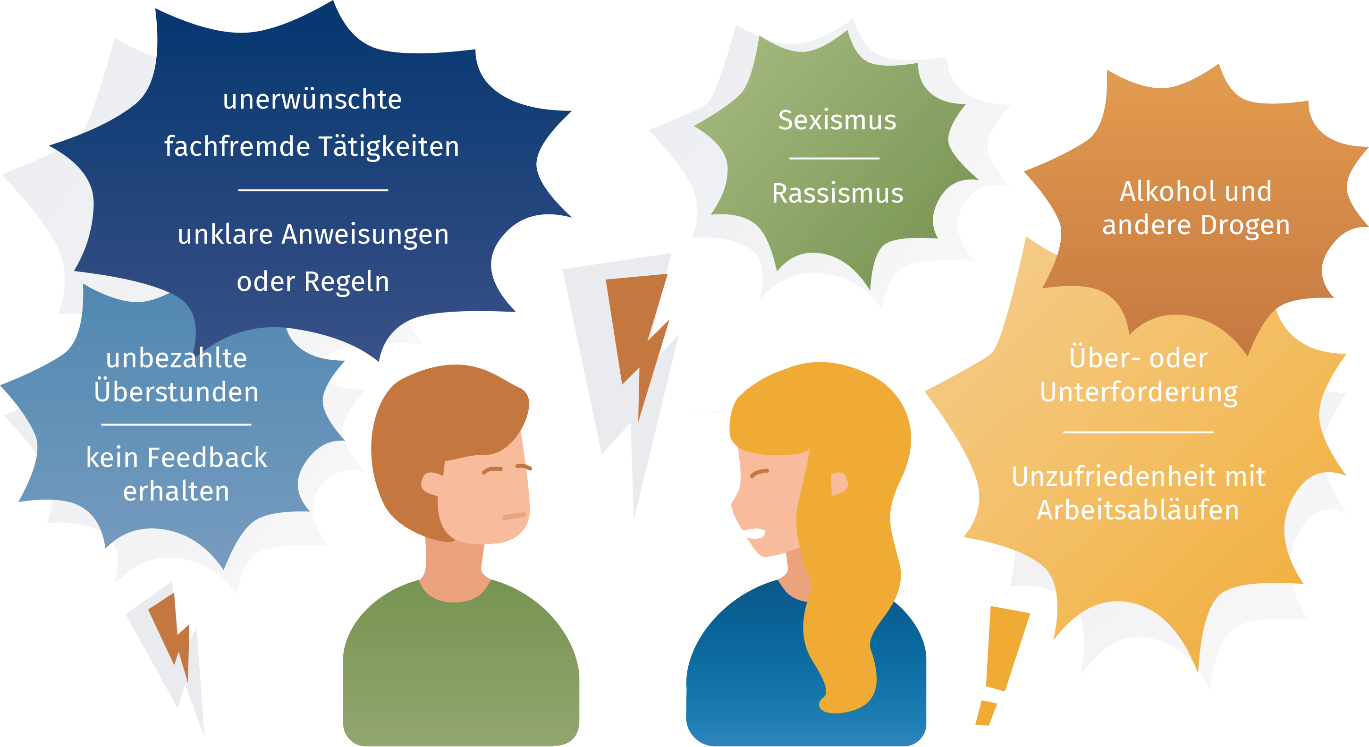 unerwünschte
fachfremde Tätigkeiten
unklare Anweisungen
oder Regeln
unbezahlte
Überstunden
kein Feedback
erhalten
Sexismus
Rassismus
Alkohol und
andere Drogen
Über- oder
Unterforderung
Unzufriedenheit mit
Arbeitsabläufen